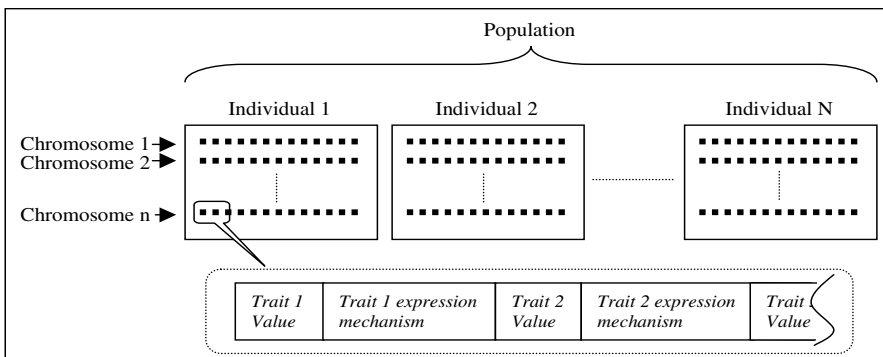 Population
Individual 1 Individual 2 Individual N
Chromosome 1
Chromosome 2
Chromosome n
Trait 1 Trait 1 expression Trait 2 Trait 2 expression Trait
Value mechanism Value mechanism Value